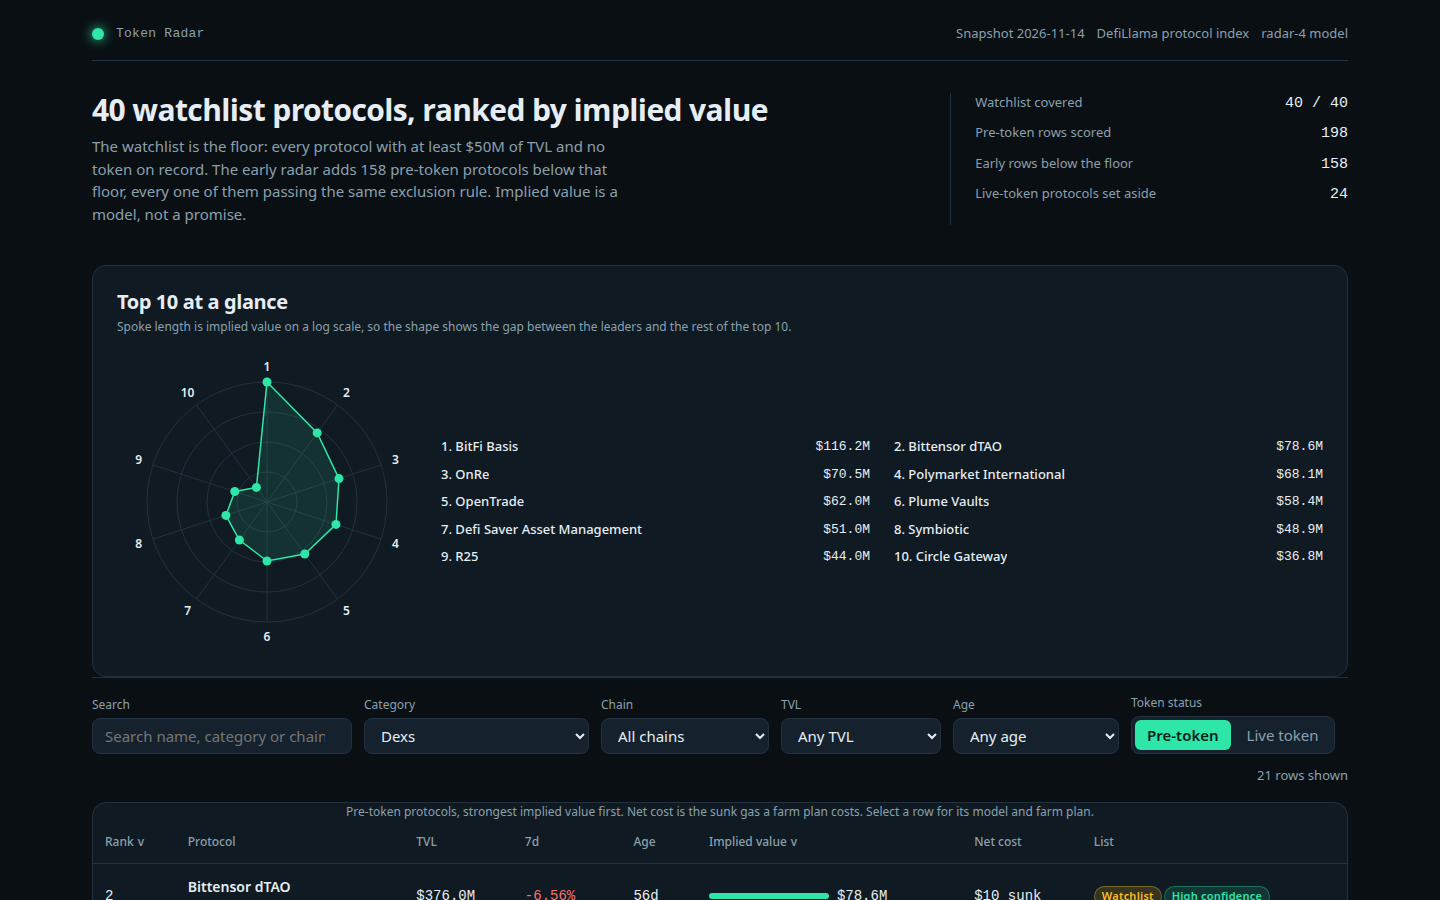 Token Radar
Snapshot 2026-11-14 DefiLlama protocol index radar-4 model
40 watchlist protocols, ranked by implied value
The watchlist is the floor: every protocol with at least $50M of TVL and no
token on record. The early radar adds 158 pre-token protocols below that
floor, every one of them passing the same exclusion rule. Implied value is a
model, not a promise.
Watchlist covered 40 / 40
Pre-token rows scored 198
Early rows below the floor 158
Live-token protocols set aside 24
Top 10 at a glance
Spoke length is implied value on a log scale, so the shape shows the gap between the leaders and the rest of the top 10.
1
2
3
4
5
6
7
8
9
10
1. BitFi Basis $116.2M
2. Bittensor dTAO $78.6M
3. OnRe $70.5M
4. Polymarket International $68.1M
5. OpenTrade $62.0M
6. Plume Vaults $58.4M
7. Defi Saver Asset Management $51.0M
8. Symbiotic $48.9M
9. R25 $44.0M
10. Circle Gateway $36.8M
Search Category Chain TVL Age Token status
Search name, category or chain Dexs All chains Any TVL Any age Pre-token Live token
21 rows shown
Pre-token protocols, strongest implied value first. Net cost is the sunk gas a farm plan costs. Select a row for its model and farm plan.
Rank v Protocol TVL 7d Age Implied value v Net cost List
2 Bittensor dTAO $376.0M -6.56% 56d $78.6M $10 sunk Watchlist High confidence